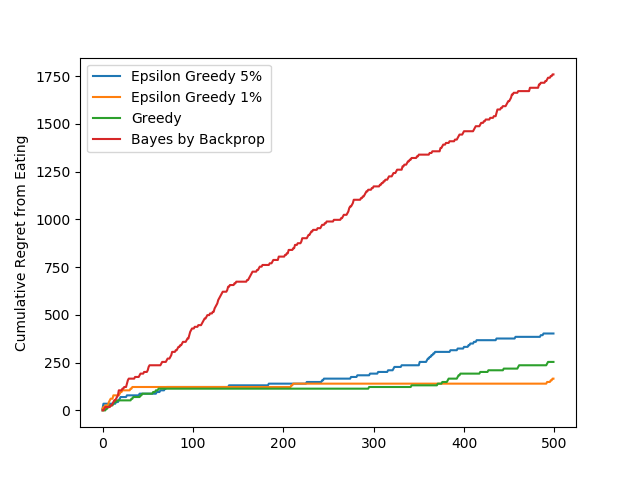 Epsilon Greedy 5%
Epsilon Greedy 1%
Greedy
Bayes by Backprop
Cumulative Regret from Eating
1750
1500
1250
1000
750
500
250
0
0 100 200 300 400 500